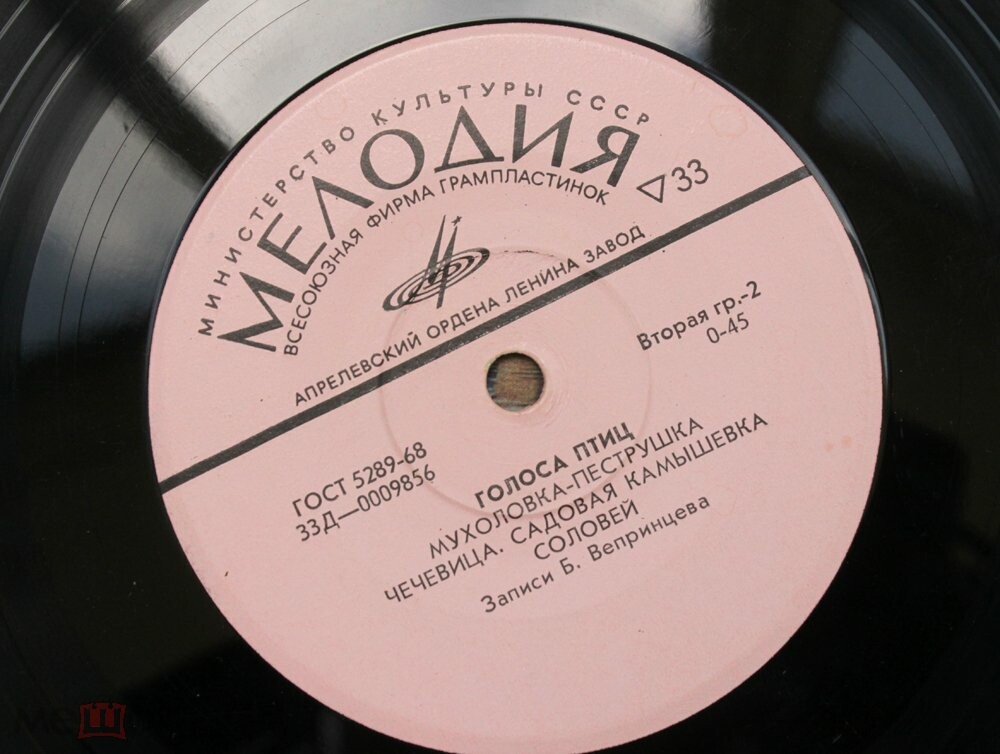 МИНИСТЕРСТВО КУЛЬТУРЫ СССР
МЕЛОДИЯ
ВСЕСОЮЗНАЯ ФИРМА ГРАМПЛАСТИНОК
33
АПРЕЛЕВСКИЙ ОРДЕНА ЛЕНИНА ЗАВОД
Вторая гр.-2
0-45
ГОСТ 5289-68
33Д—0009856
ГОЛОСА ПТИЦ
МУХОЛОВКА-ПЕСТРУШКА
ЧЕЧЕВИЦА. САДОВАЯ КАМЫШЕВКА
СОЛОВЕЙ
Записи Б. Вепринцева